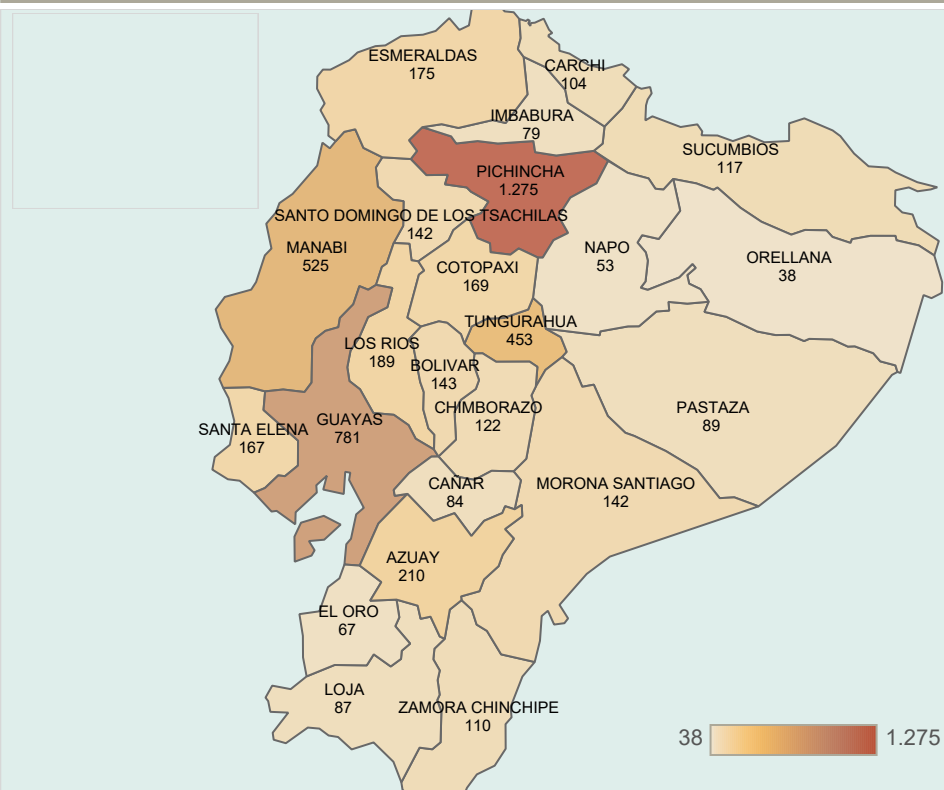 ESMERALDAS
175
CARCHI
104
IMBABURA
79
SUCUMBIOS
117
PICHINCHA
1.275
SANTO DOMINGO DE LOS TSACHILAS
142
MANABI
525
NAPO
53
ORELLANA
38
COTOPAXI
169
TUNGURAHUA
453
LOS RIOS
189
BOLIVAR
143
CHIMBORAZO
122
PASTAZA
89
SANTA ELENA
167
GUAYAS
781
CAÑAR
84
MORONA SANTIAGO
142
AZUAY
210
EL ORO
67
LOJA
87
ZAMORA CHINCHIPE
110
38
1.275